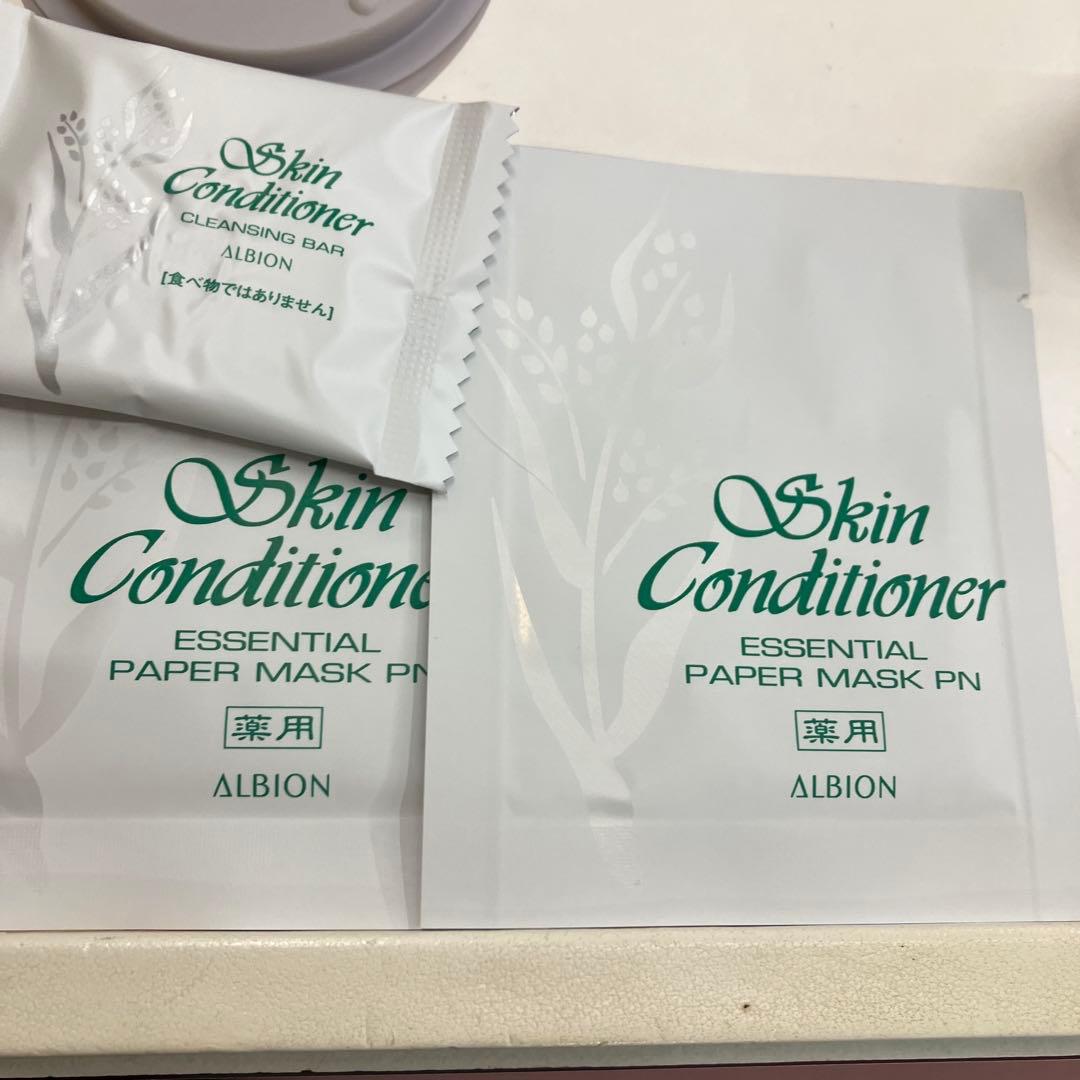 Skin
Conditioner
CLEANSING BAR
ALBION
[食べ物ではありません]
Skin
Conditione
ESSENTIAL
PAPER MASK PN
薬用
ALBION
Skin
Conditioner
ESSENTIAL
PAPER MASK PN
薬用
ALBION